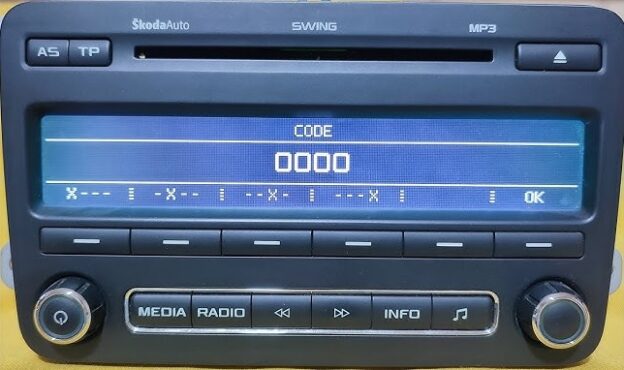 ŠkodaAuto SWING MP3
AS TP
CODE
0000
X--- -X-- --X- ---X OK
MEDIA RADIO INFO